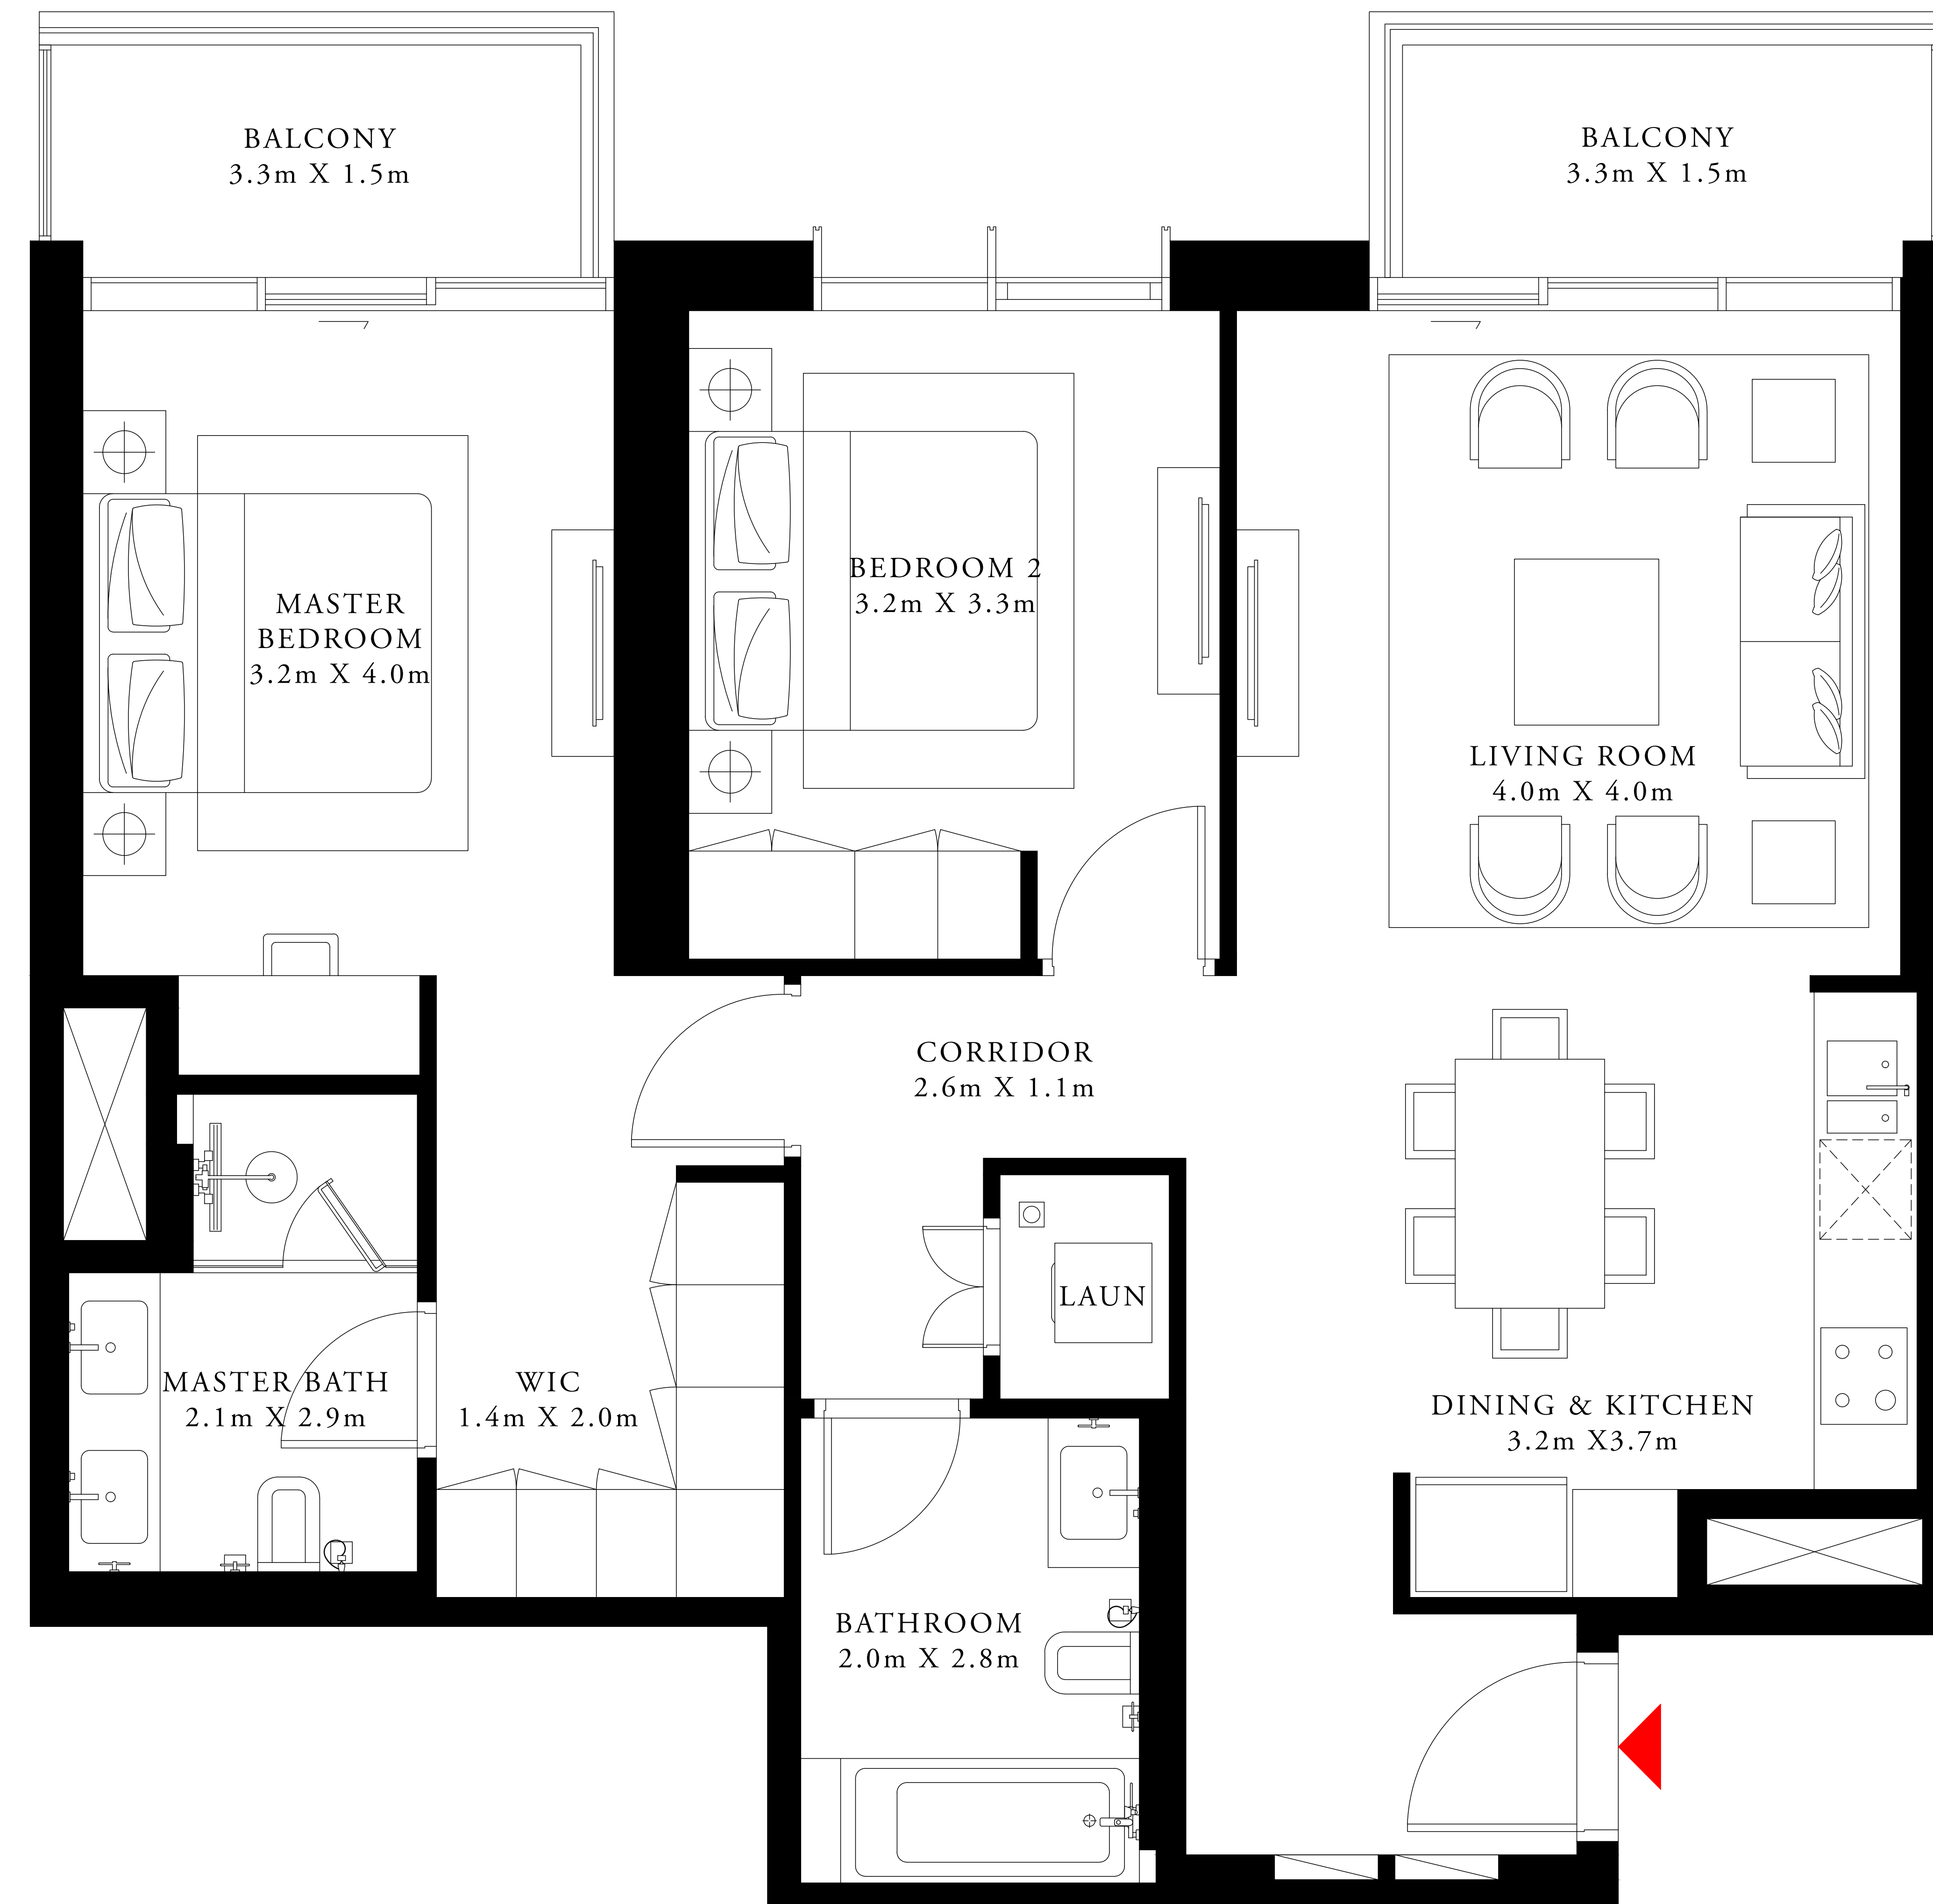 BALCONY
3.3m X 1.5m
BALCONY
3.3m X 1.5m
MASTER
BEDROOM
3.2m X 4.0m
BEDROOM 2
3.2m X 3.3m
LIVING ROOM
4.0m X 4.0m
CORRIDOR
2.6m X 1.1m
LAUN
MASTER BATH
2.1m X 2.9m
WIC
1.4m X 2.0m
DINING & KITCHEN
3.2m X3.7m
BATHROOM
2.0m X 2.8m